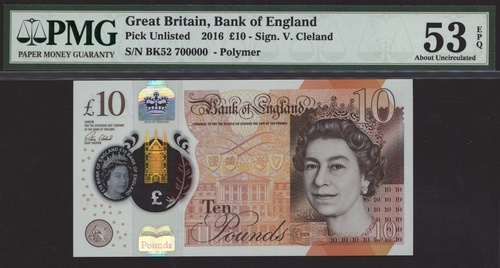 PMG
PAPER MONEY GUARANTY
Great Britain, Bank of England
Pick Unlisted 2016 £10 - Sign. V. Cleland
S/N BK52 700000 - Polymer
53
EPQ
About Uncirculated
£10
Bank of England
10
£
Ten
Pounds
Pounds
10